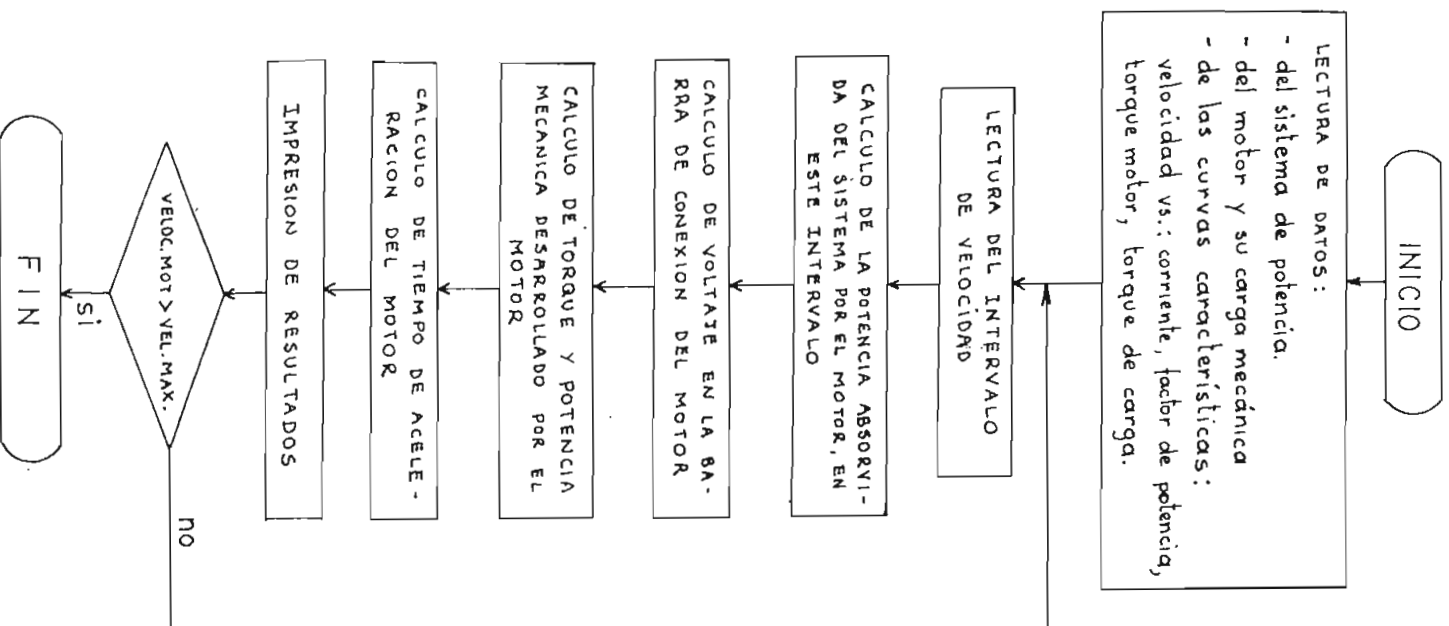 INICIO
LECTURA DE DATOS:
- del sistema de potencia.
- del motor y su carga mecánica
- de las curvas características:
velocidad vs.: corriente, factor de potencia,
torque motor, torque de carga.
LECTURA DEL INTERVALO
DE VELOCIDAD
CALCULO DE LA POTENCIA ABSORVI-
DA DEL SISTEMA POR EL MOTOR, EN
ESTE INTERVALO
CALCULO DE VOLTAJE EN LA BA-
RRA DE CONEXION DEL MOTOR
CALCULO DE TORQUE Y POTENCIA
MECANICA DESARROLLADO POR EL
MOTOR
CALCULO DE TIEMPO DE ACELE-
RACION DEL MOTOR
IMPRESION DE RESULTADOS
VELOC.MOT > VEL.MAX.
no
si
FIN